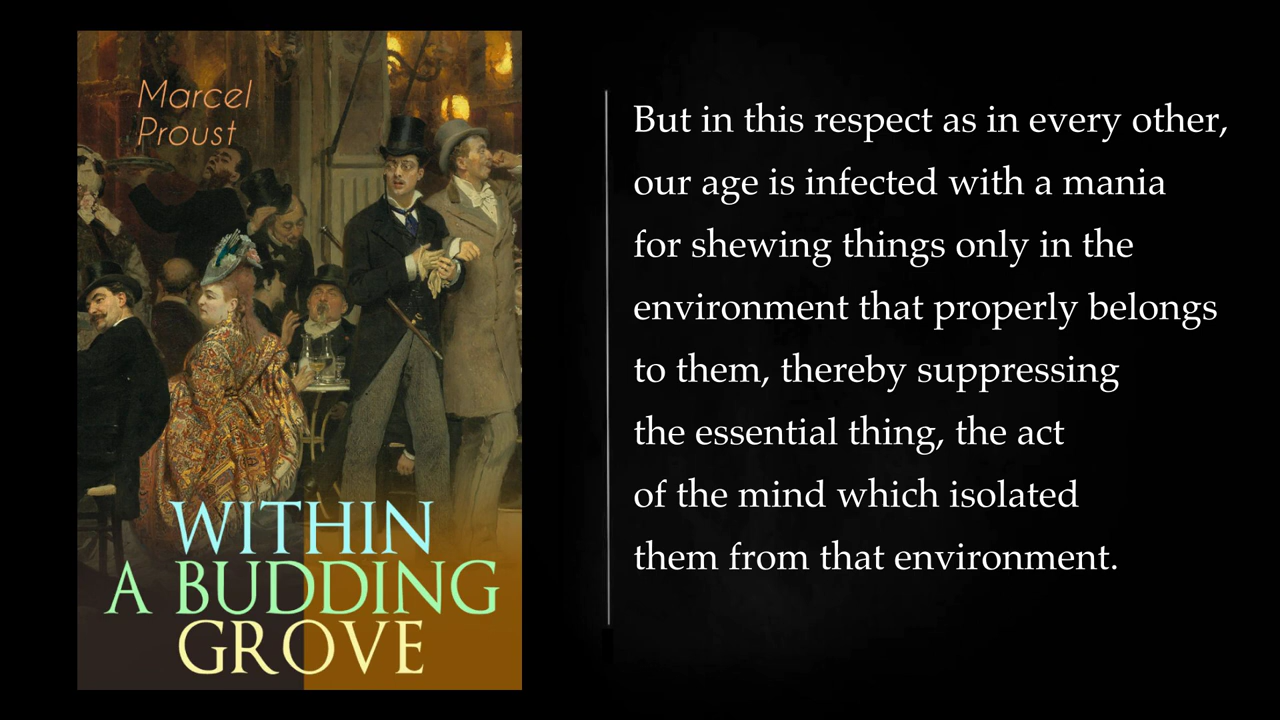 Marcel
Proust
WITHIN
A BUDDING
GROVE
But in this respect as in every other,
our age is infected with a mania
for shewing things only in the
environment that properly belongs
to them, thereby suppressing
the essential thing, the act
of the mind which isolated
them from that environment.